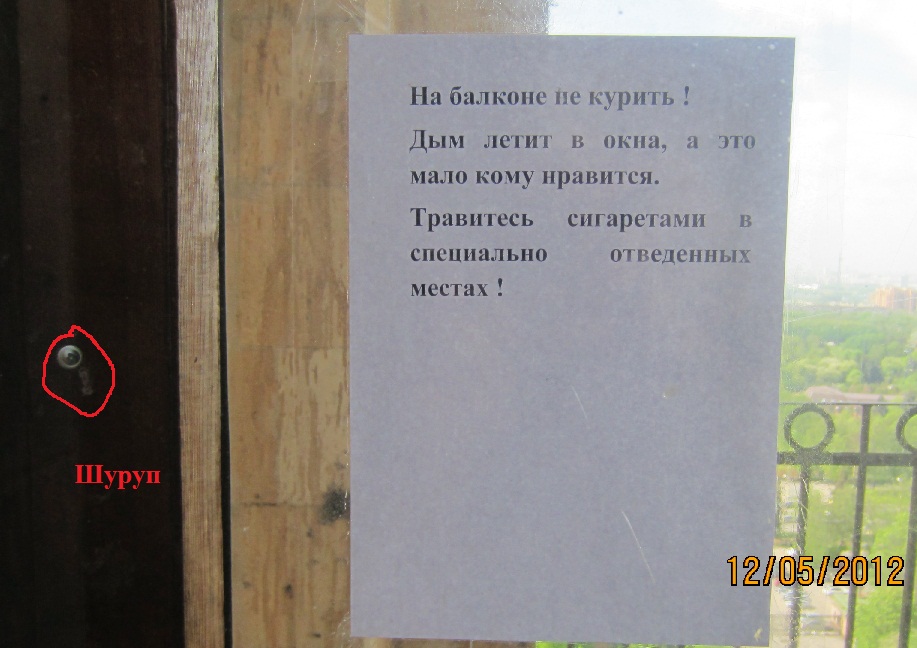 На балконе не курить !
Дым летит в окна, а это
мало кому нравится.
Травитесь сигаретами в
специально отведенных
местах !
Шуруп
12/05/2012